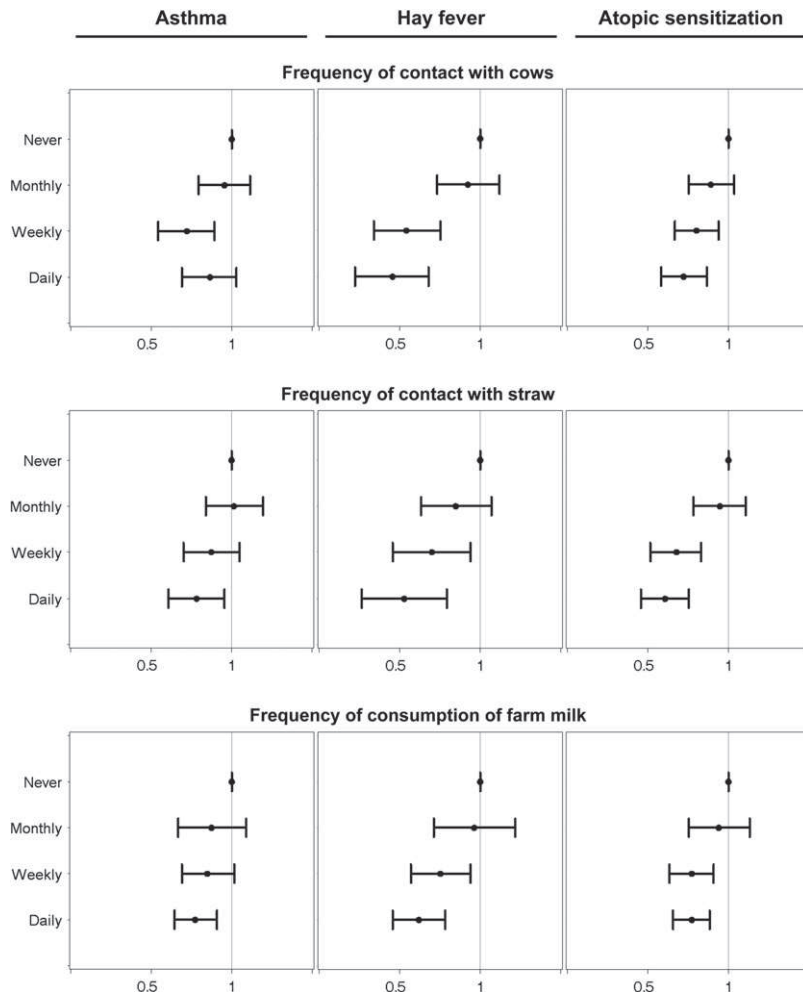 Asthma Hay fever Atopic sensitization
Frequency of contact with cows
Never
Monthly
Weekly
Daily
0.5 1 0.5 1 0.5 1
Frequency of contact with straw
Never
Monthly
Weekly
Daily
0.5 1 0.5 1 0.5 1
Frequency of consumption of farm milk
Never
Monthly
Weekly
Daily
0.5 1 0.5 1 0.5 1